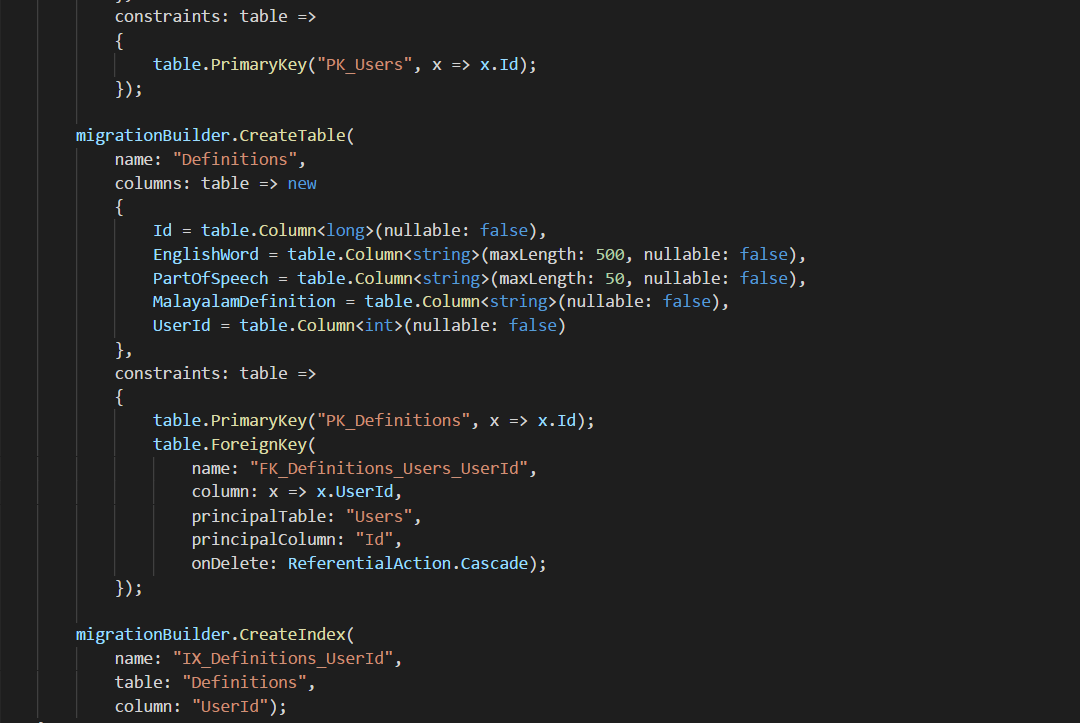 constraints: table =>
{
table.PrimaryKey("PK_Users", x => x.Id);
});
migrationBuilder.CreateTable(
name: "Definitions",
columns: table => new
{
Id = table.Column<long>(nullable: false),
EnglishWord = table.Column<string>(maxLength: 500, nullable: false),
PartOfSpeech = table.Column<string>(maxLength: 50, nullable: false),
MalayalamDefinition = table.Column<string>(nullable: false),
UserId = table.Column<int>(nullable: false)
},
constraints: table =>
{
table.PrimaryKey("PK_Definitions", x => x.Id);
table.ForeignKey(
name: "FK_Definitions_Users_UserId",
column: x => x.UserId,
principalTable: "Users",
principalColumn: "Id",
onDelete: ReferentialAction.Cascade);
});
migrationBuilder.CreateIndex(
name: "IX_Definitions_UserId",
table: "Definitions",
column: "UserId");